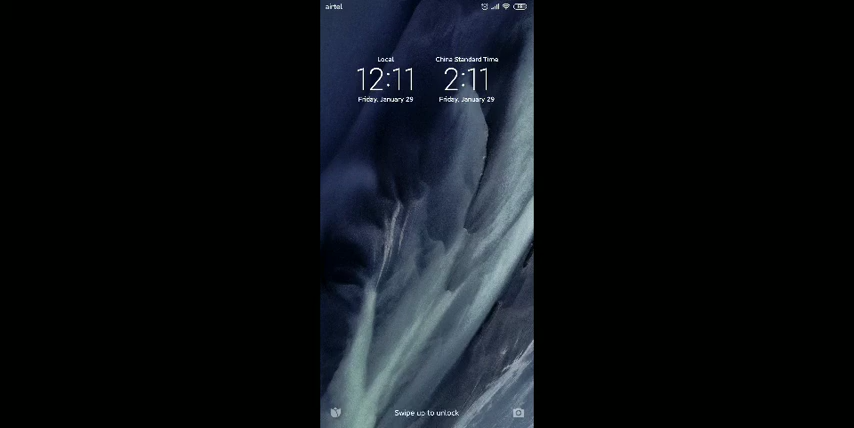 airtel
Local
12:11
Friday, January 29
China Standard Time
2:11
Friday, January 29
Swipe up to unlock